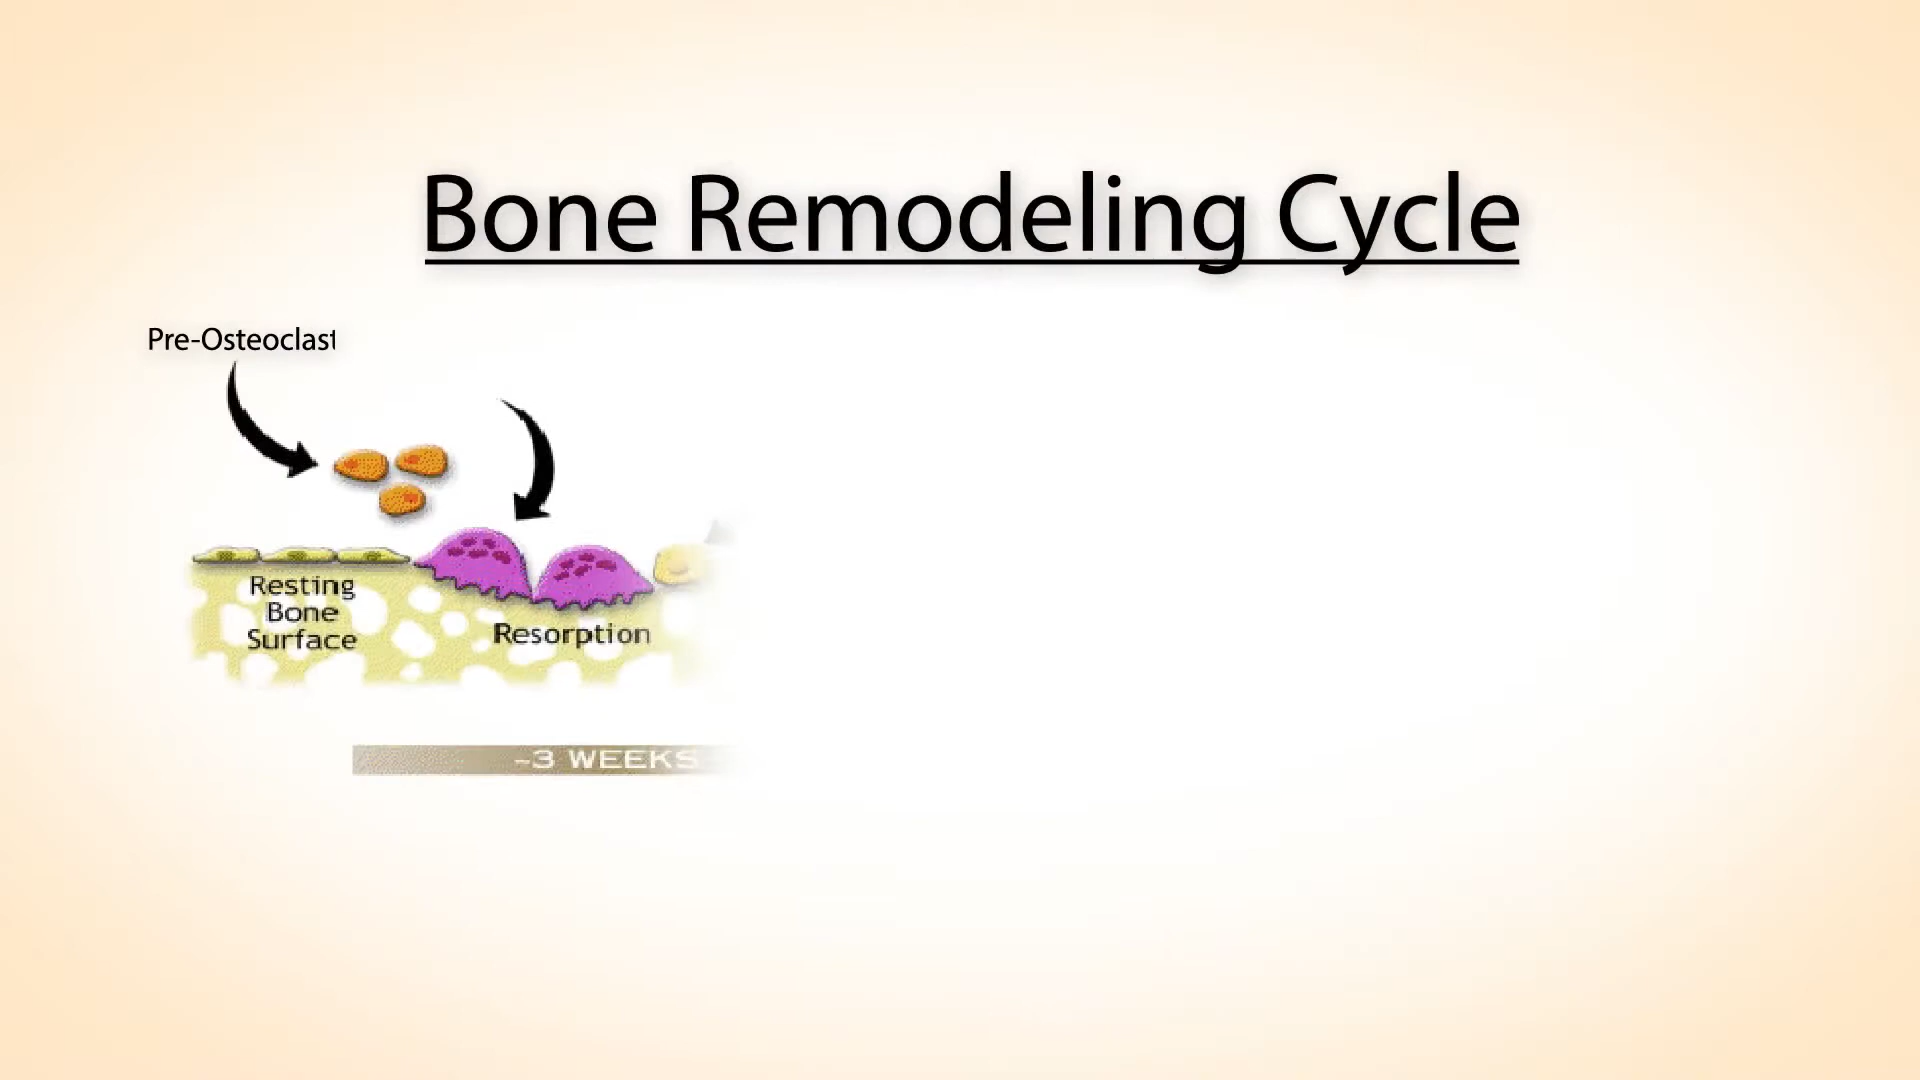 Bone Remodeling Cycle
Pre-Osteoclast
Resting
Bone
Surface
Resorption
~3 WEEKS